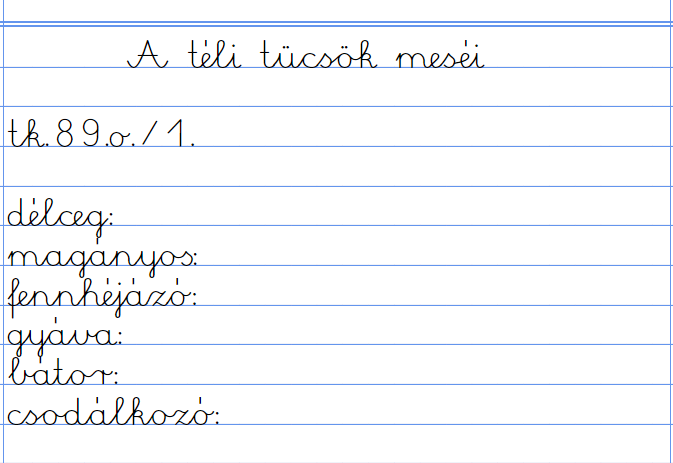 A téli tücsök meséi
tk. 89.o./1.
délceg:
magányos:
fennhéjázó:
gyáva:
bátor:
csodálkozó: